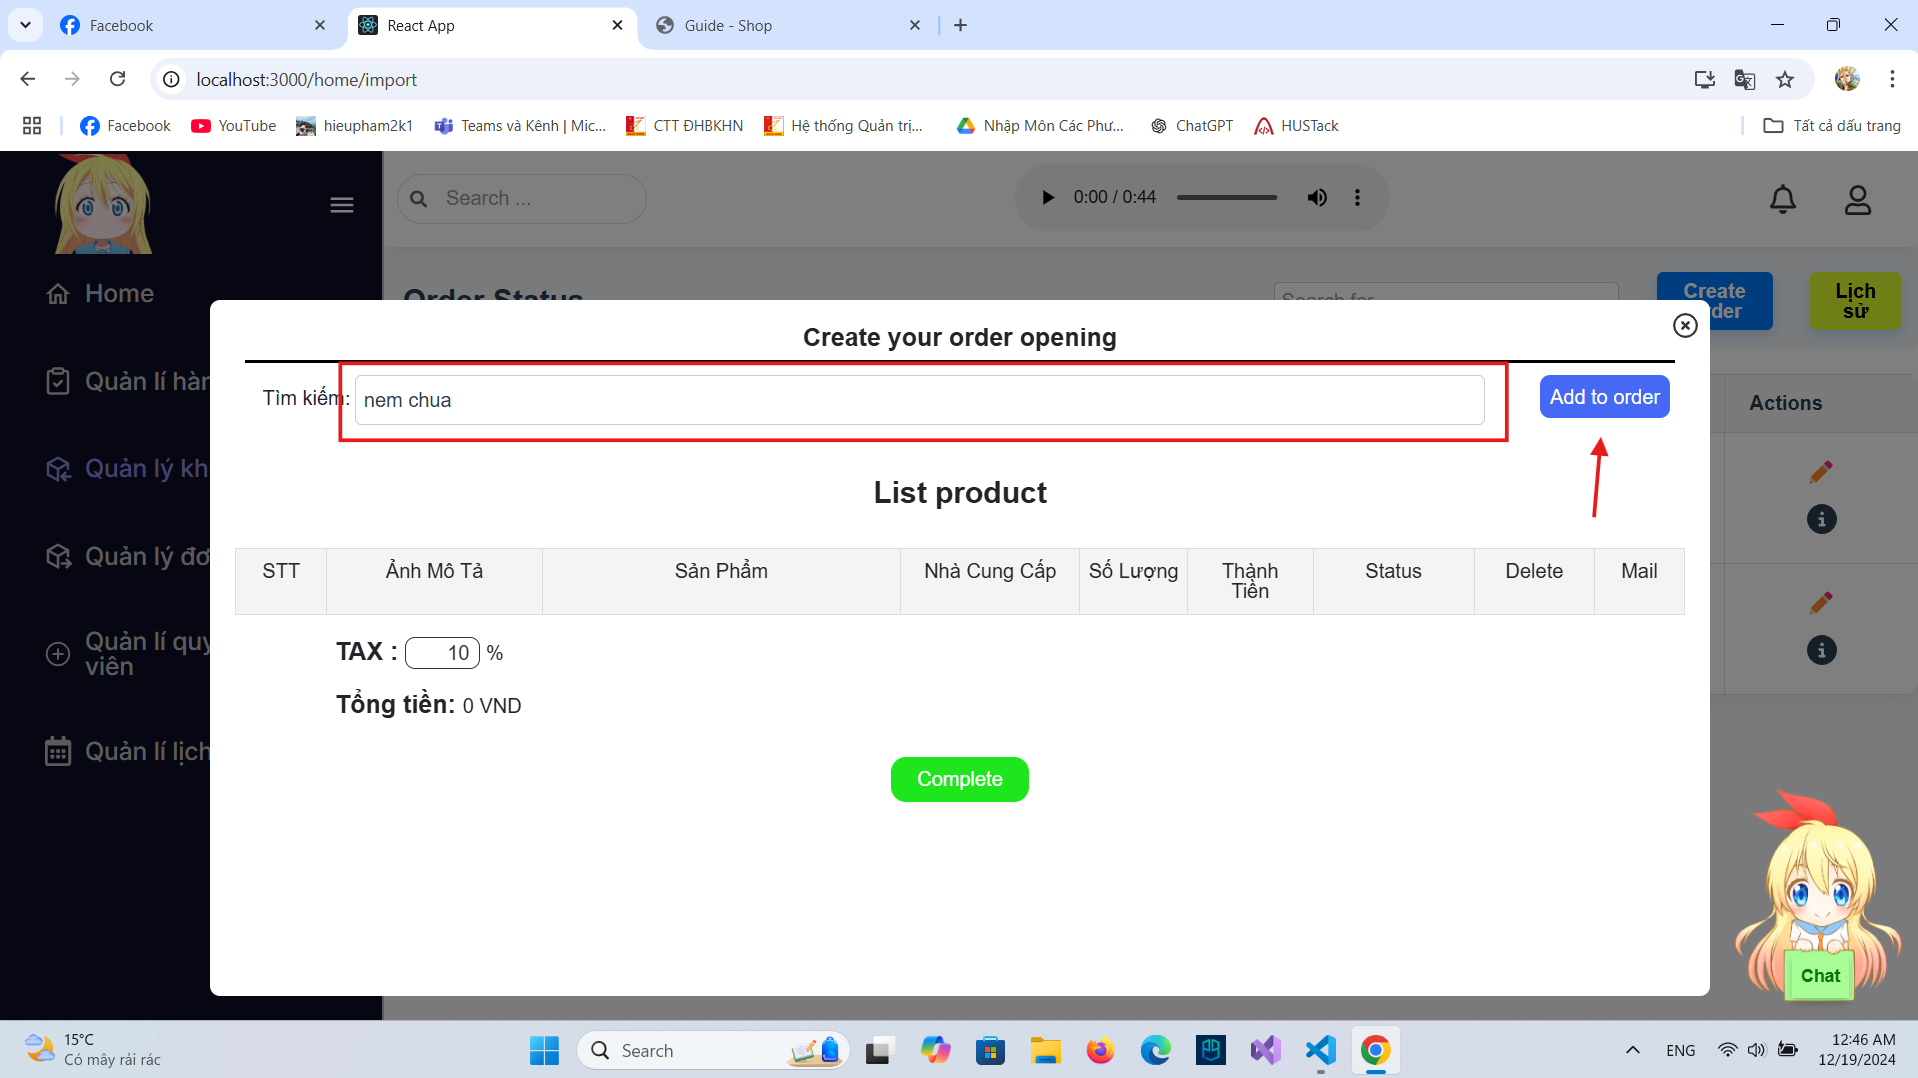 Facebook
React App
Guide - Shop
localhost:3000/home/import
Facebook
YouTube
hieupham2k1
Teams và Kênh | Mic...
CTT ĐHBKHN
Hệ thống Quản trị...
Nhập Môn Các Phư...
ChatGPT
HUSTack
Tất cả dấu trang
Search ...
0:00 / 0:44
Home
Order Status
Search for
Create
rder
Lịch
sử
Create your order opening
Quản lí hàn
Tìm kiếm:
nem chua
Add to order
Actions
Quản lý kh
List product
Quản lý đơ
STT
Ảnh Mô Tả
Sản Phẩm
Nhà Cung Cấp
Số Lượng
Thành
Tiền
Status
Delete
Mail
Quản lí quy
viên
TAX :
10
%
Tổng tiền: 0 VND
Quản lí lịch
Complete
Chat
15°C
Có mây rải rác
Search
ENG
12:46 AM
12/19/2024